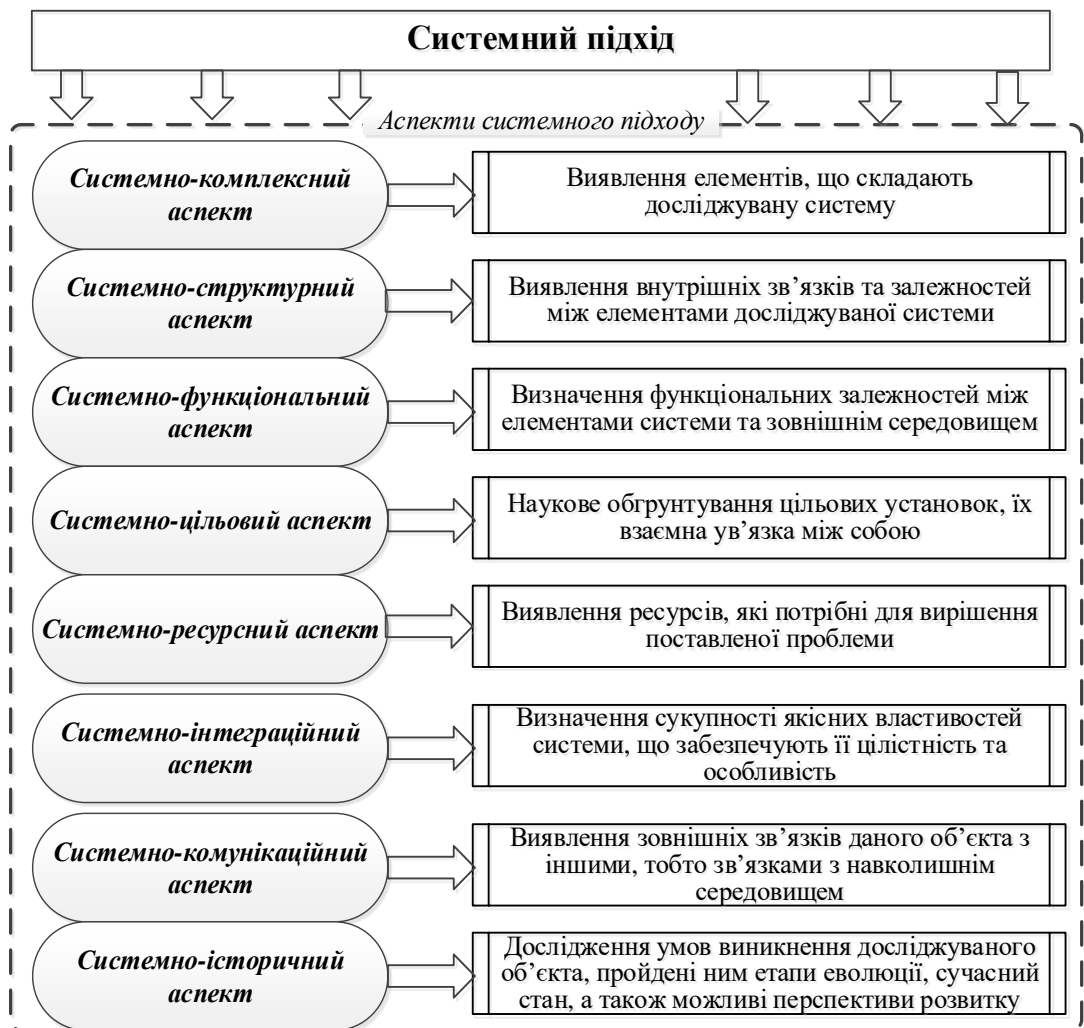 Системний підхід
Аспекти системного підходу
Системно-комплексний
аспект
Виявлення елементів, що складають
досліджувану систему
Системно-структурний
аспект
Виявлення внутрішніх зв’язків та залежностей
між елементами досліджуваної системи
Системно-функціональний
аспект
Визначення функціональних залежностей між
елементами системи та зовнішнім середовищем
Системно-цільовий аспект
Наукове обгрунтування цільових установок, їх
взаємна ув’язка між собою
Системно-ресурсний аспект
Виявлення ресурсів, які потрібні для вирішення
поставленої проблеми
Системно-інтеграційний
аспект
Визначення сукупності якісних властивостей
системи, що забезпечують її цілістність та
особливість
Системно-комунікаційний
аспект
Виявлення зовнішніх зв’язків даного об’єкта з
іншими, тобто зв’язками з навколишнім
середовищем
Системно-історичний
аспект
Дослідження умов виникнення досліджуваного
об’єкта, пройдені ним етапи еволюції, сучасний
стан, а також можливі перспективи розвитку